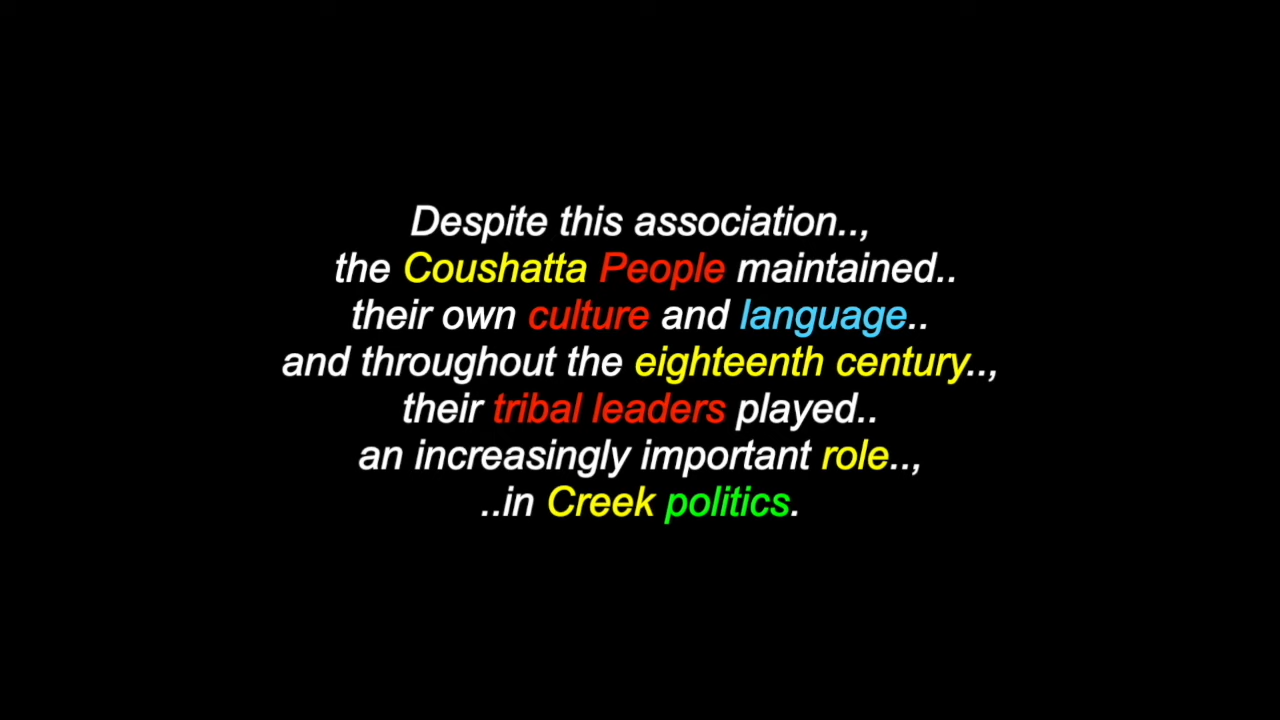 Despite this association..,
the Coushatta People maintained..
their own culture and language..
and throughout the eighteenth century..,
their tribal leaders played..
an increasingly important role..,
..in Creek politics.